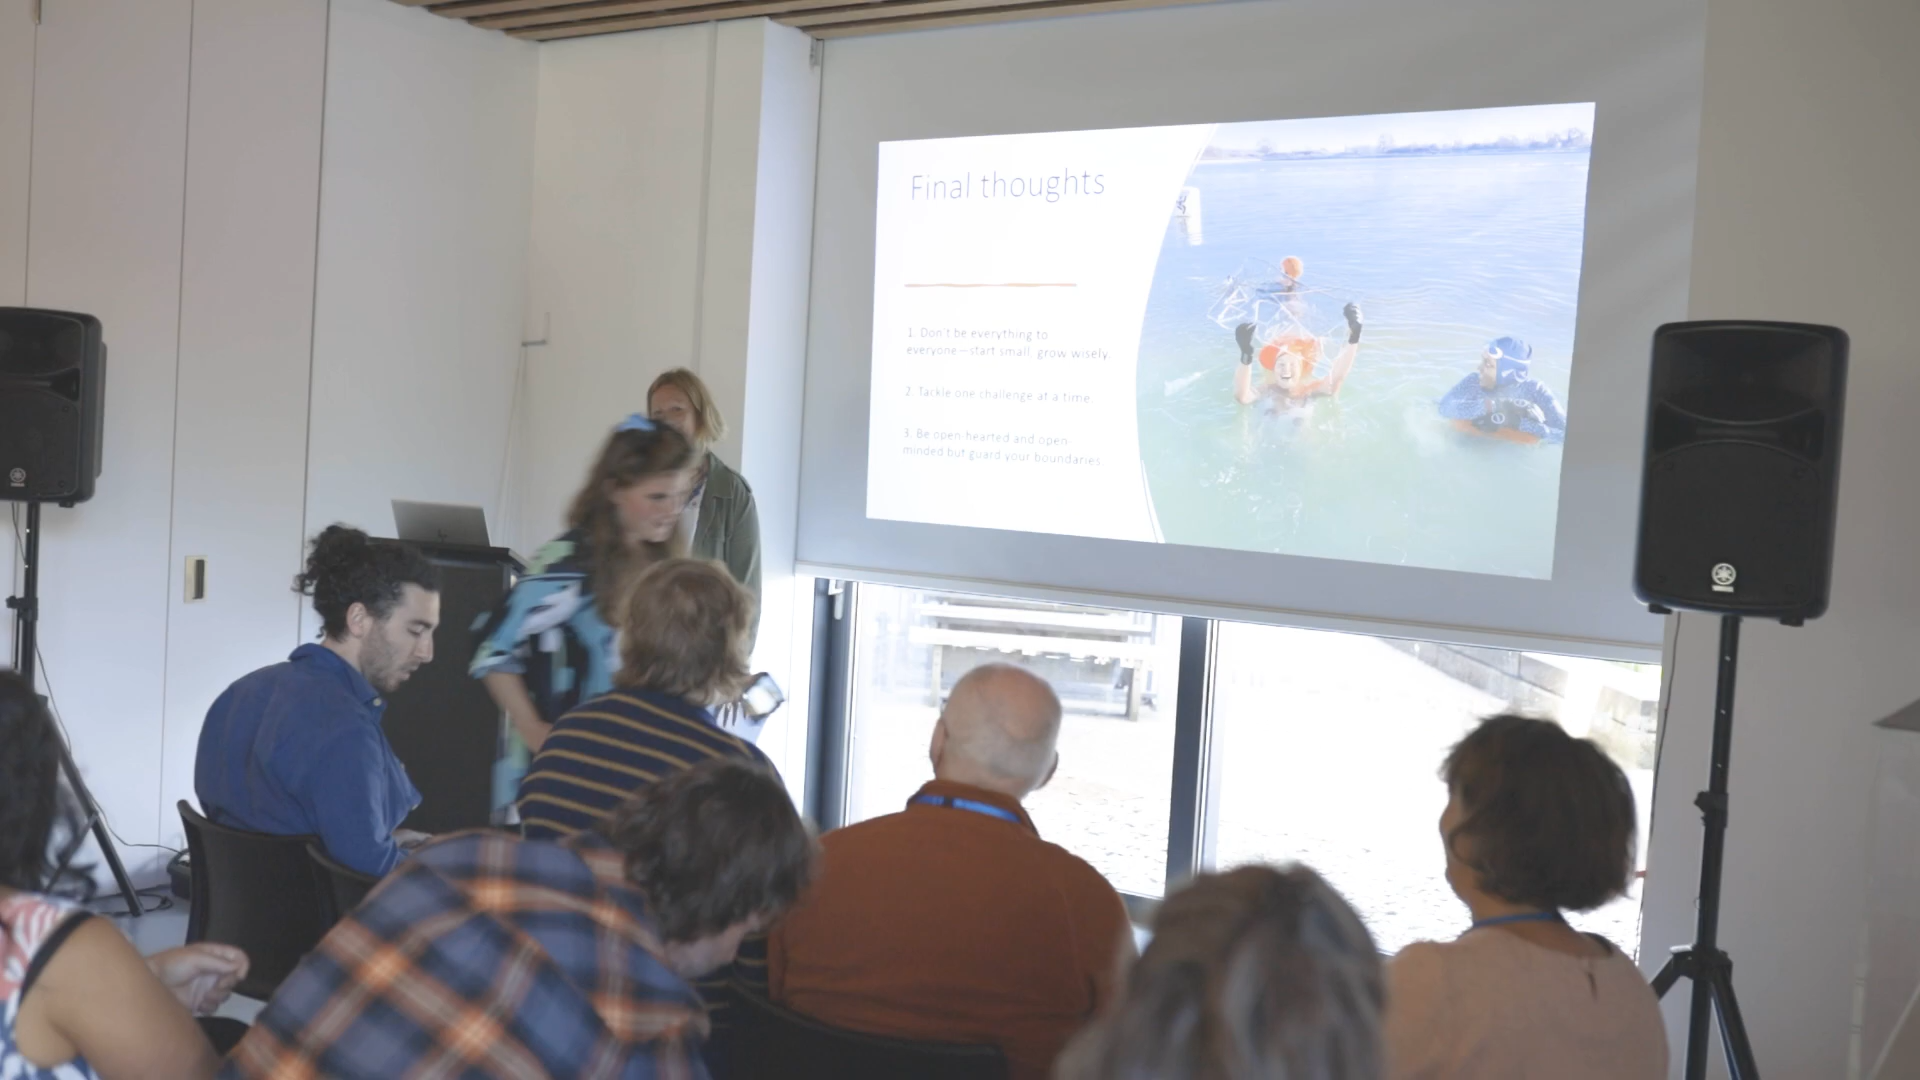 Final thoughts
1. Don't be everything to
everyone—start small, grow wisely.
2. Tackle one challenge at a time.
3. Be open-hearted and open-
minded but guard your boundaries.